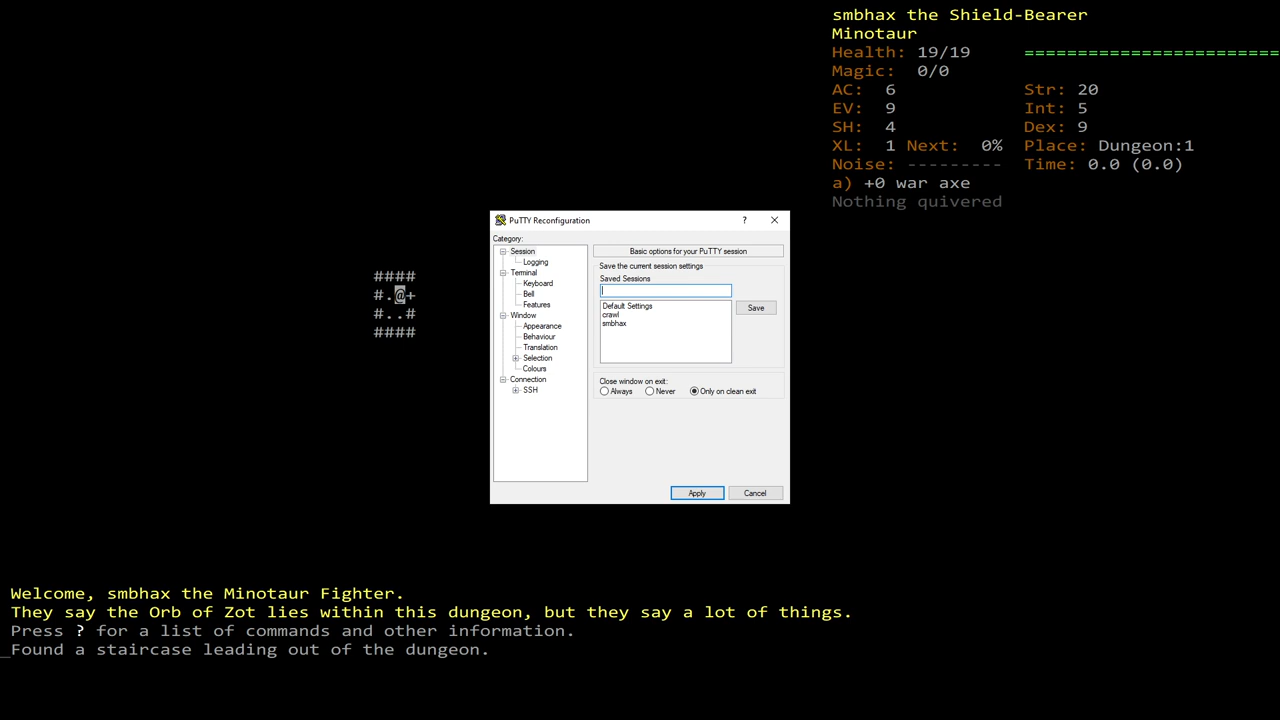 smbhax the Shield-Bearer
Minotaur
Health: 19/19 ========================
Magic: 0/0
AC: 6 Str: 20
EV: 9 Int: 5
SH: 4 Dex: 9
XL: 1 Next: 0% Place: Dungeon:1
Noise: --------- Time: 0.0 (0.0)
a) +0 war axe
Nothing quivered
####
#.@+
#..#
####
PuTTY Reconfiguration
?
Category:
Session
Logging
Terminal
Keyboard
Bell
Features
Window
Appearance
Behaviour
Translation
Selection
Colours
Connection
SSH
Basic options for your PuTTY session
Save the current session settings
Saved Sessions
Default Settings
crawl
smbhax
Save
Close window on exit:
Always Never Only on clean exit
Apply Cancel
Welcome, smbhax the Minotaur Fighter.
They say the Orb of Zot lies within this dungeon, but they say a lot of things.
Press ? for a list of commands and other information.
_Found a staircase leading out of the dungeon.